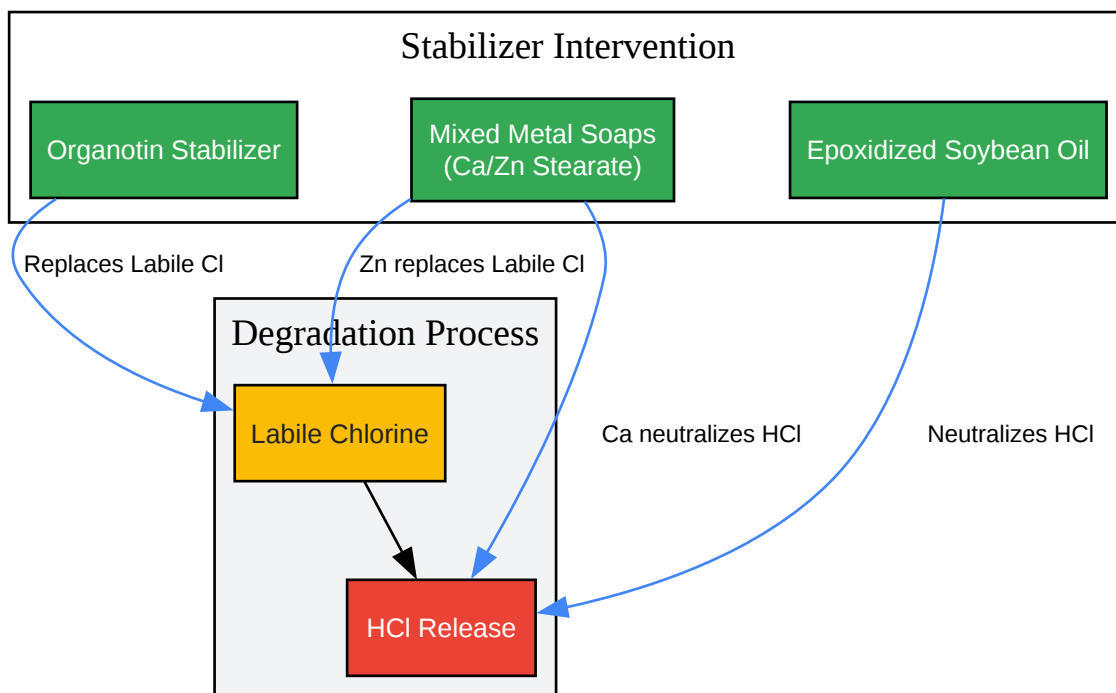 Stabilizer Intervention
Organotin Stabilizer
Mixed Metal Soaps
(Ca/Zn Stearate)
Epoxidized Soybean Oil
Replaces Labile Cl
Zn replaces Labile Cl
Degradation Process
Labile Chlorine
Ca neutralizes HCl
Neutralizes HCl
HCl Release